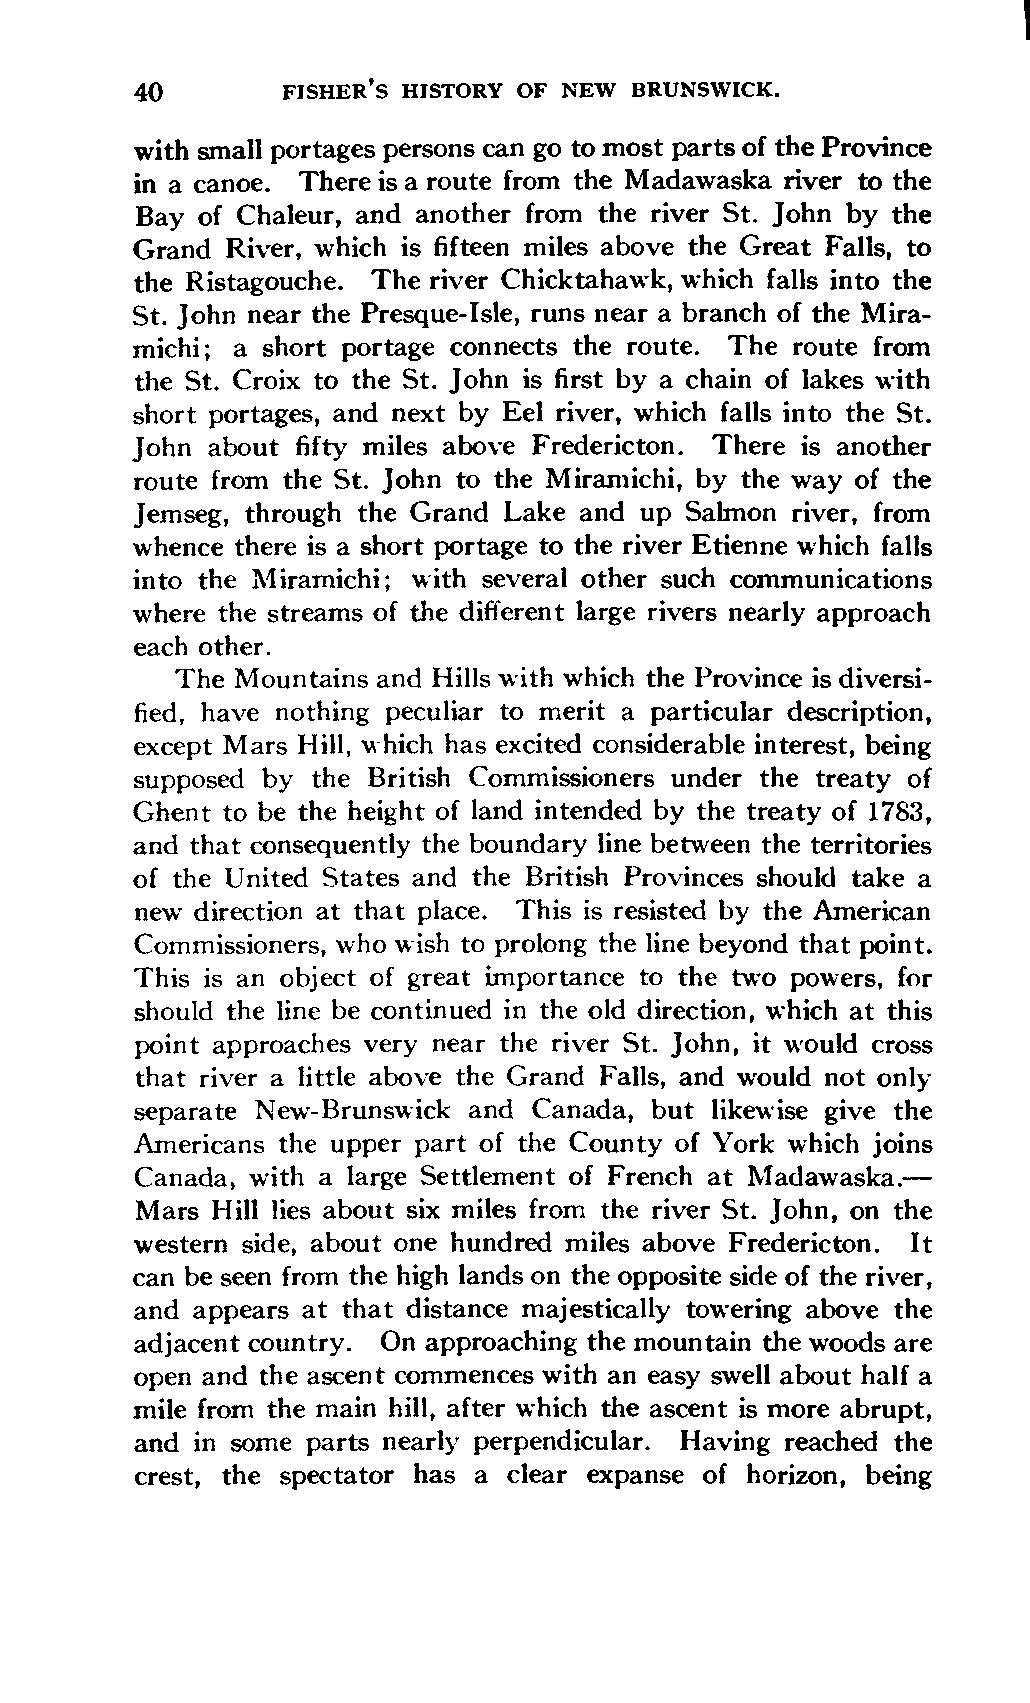 40 FISHER'S HISTORY OF NEW BRUNSWICK.
with small portages persons can go to most parts of the Province
in a canoe. There is a route from the Madawaska river to the
Bay of Chaleur, and another from the river St. John by the
Grand River, which is fifteen miles above the Great Falls, to
the Ristagouche. The river Chicktahawk, which falls into the
St. John near the Presque-Isle, runs near a branch of the Mira-
michi; a short portage connects the route. The route from
the St. Croix to the St. John is first by a chain of lakes with
short portages, and next by Eel river, which falls into the St.
John about fifty miles above Fredericton. There is another
route from the St. John to the Miramichi, by the way of the
Jemseg, through the Grand Lake and up Salmon river, from
whence there is a short portage to the river Etienne which falls
into the Miramichi; with several other such communications
where the streams of the different large rivers nearly approach
each other.
The Mountains and Hills with which the Province is diversi-
fied, have nothing peculiar to merit a particular description,
except Mars Hill, which has excited considerable interest, being
supposed by the British Commissioners under the treaty of
Ghent to be the height of land intended by the treaty of 1783,
and that consequently the boundary line between the territories
of the United States and the British Provinces should take a
new direction at that place. This is resisted by the American
Commissioners, who wish to prolong the line beyond that point.
This is an object of great importance to the two powers, for
should the line be continued in the old direction, which at this
point approaches very near the river St. John, it would cross
that river a little above the Grand Falls, and would not only
separate New-Brunswick and Canada, but likewise give the
Americans the upper part of the County of York which joins
Canada, with a large Settlement of French at Madawaska.—
Mars Hill lies about six miles from the river St. John, on the
western side, about one hundred miles above Fredericton. It
can be seen from the high lands on the opposite side of the river,
and appears at that distance majestically towering above the
adjacent country. On approaching the mountain the woods are
open and the ascent commences with an easy swell about half a
mile from the main hill, after which the ascent is more abrupt,
and in some parts nearly perpendicular. Having reached the
crest, the spectator has a clear expanse of horizon, being